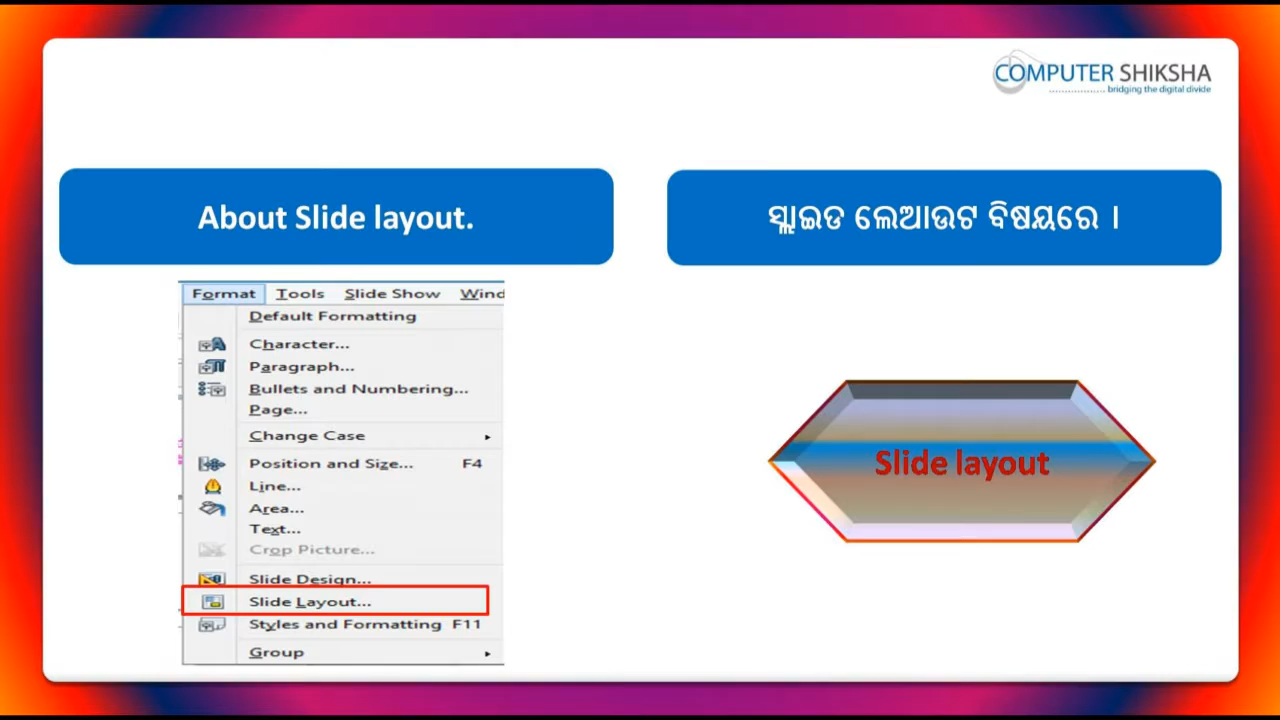 COMPUTER SHIKSHA
bridging the digital divide
About Slide layout.
ସ୍ଲାଇଡ ଲେଆଉଟ ବିଷୟରେ ।
Format Tools Slide Show Wind
Default Formatting
Character...
Paragraph...
Bullets and Numbering...
Page...
Change Case
Position and Size... F4
Line...
Area...
Text...
Crop Picture...
Slide Design...
Slide Layout...
Styles and Formatting F11
Group
Slide layout